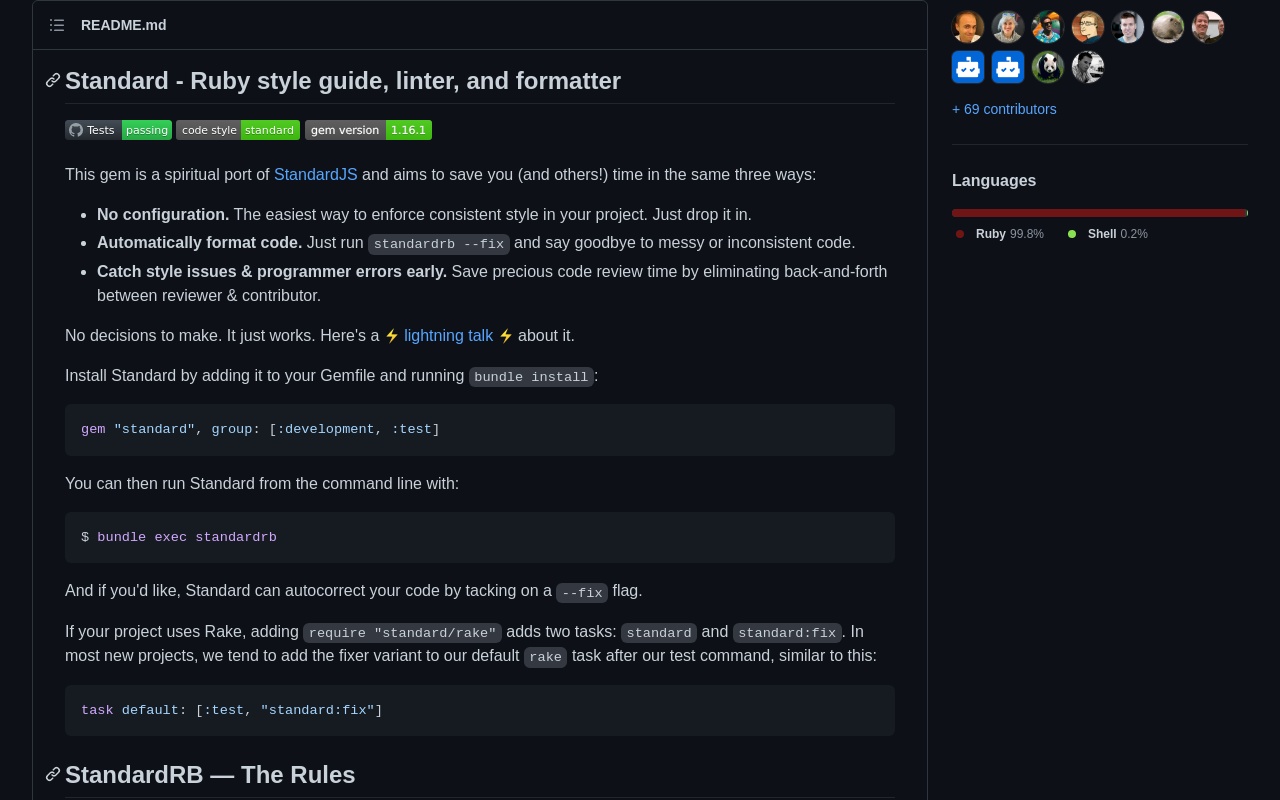 README.md
Standard - Ruby style guide, linter, and formatter
Tests passing code style standard gem version 1.16.1
This gem is a spiritual port of StandardJS and aims to save you (and others!) time in the same three ways:
• No configuration. The easiest way to enforce consistent style in your project. Just drop it in.
• Automatically format code. Just run standardrb --fix and say goodbye to messy or inconsistent code.
• Catch style issues & programmer errors early. Save precious code review time by eliminating back-and-forth
between reviewer & contributor.
No decisions to make. It just works. Here's a ⚡ lightning talk ⚡ about it.
Install Standard by adding it to your Gemfile and running bundle install:
gem "standard", group: [:development, :test]
You can then run Standard from the command line with:
$ bundle exec standardrb
And if you'd like, Standard can autocorrect your code by tacking on a --fix flag.
If your project uses Rake, adding require "standard/rake" adds two tasks: standard and standard:fix. In
most new projects, we tend to add the fixer variant to our default rake task after our test command, similar to this:
task default: [:test, "standard:fix"]
StandardRB — The Rules
+ 69 contributors
Languages
Ruby 99.8% Shell 0.2%